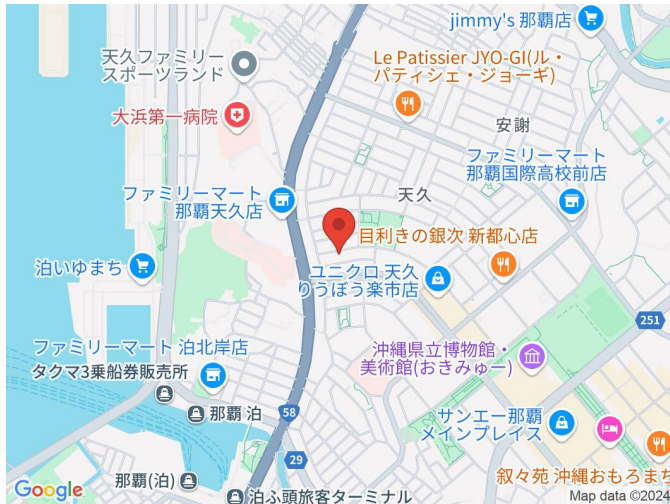 jimmy's 那覇店
天久ファミリー
スポーツランド
Le Patissier JYO-GI(ル・
パティシェ・ジョーギ)
大浜第一病院
安謝
ファミリーマート
那覇国際高校前店
ファミリーマート
那覇天久店
天久
目利きの銀次 新都心店
泊いゆまち
ユニクロ 天久
りうぼう楽市店
251
ファミリーマート 泊北岸店
沖縄県立博物館・
美術館(おきみゅー)
タクマ3乗船券販売所
那覇 泊
58
サンエー那覇
メインプレイス
29
叙々苑 沖縄おもろまち
那覇(泊)
Google
泊ふ頭旅客ターミナル
Map data ©202